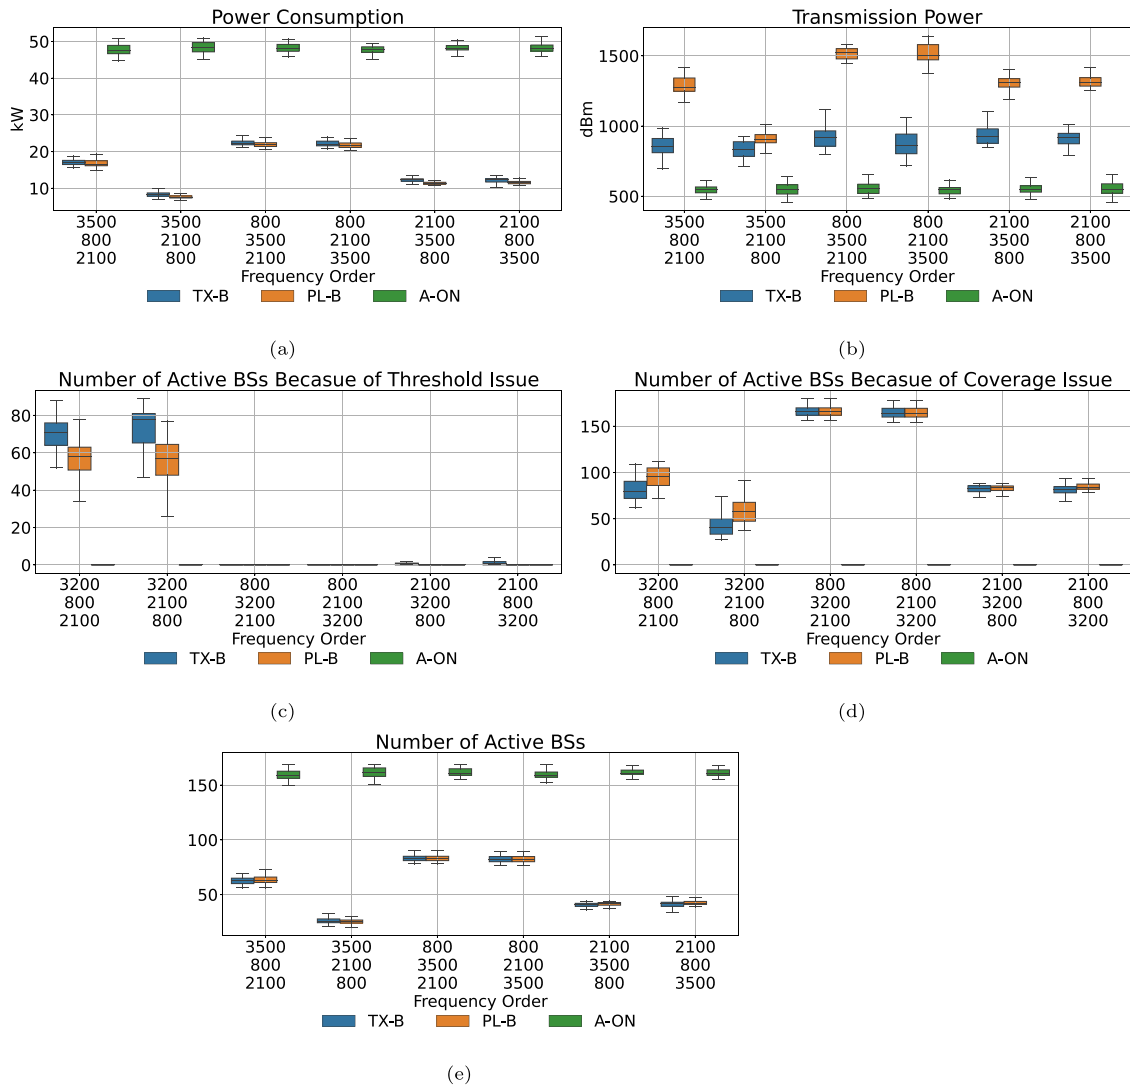 Power Consumption
50
40
30
20
10
kW
3500 3500 800 800 2100 2100
800 2100 3500 2100 3500 800
2100 800 2100 3500 800 3500
Frequency Order
TX-B PL-B A-ON
(a)
Transmission Power
1500
1000
500
dBm
3500 3500 800 800 2100 2100
800 2100 3500 2100 3500 800
2100 800 2100 3500 800 3500
Frequency Order
TX-B PL-B A-ON
(b)
Number of Active BSs Becasue of Threshold Issue
80
60
40
20
0
3200 3200 800 800 2100 2100
800 2100 3200 2100 3200 800
2100 800 2100 3200 800 3200
Frequency Order
TX-B PL-B A-ON
(c)
Number of Active BSs Becasue of Coverage Issue
150
100
50
0
3200 3200 800 800 2100 2100
800 2100 3200 2100 3200 800
2100 800 2100 3200 800 3200
Frequency Order
TX-B PL-B A-ON
(d)
Number of Active BSs
150
100
50
3500 3500 800 800 2100 2100
800 2100 3500 2100 3500 800
2100 800 2100 3500 800 3500
Frequency Order
TX-B PL-B A-ON
(e)